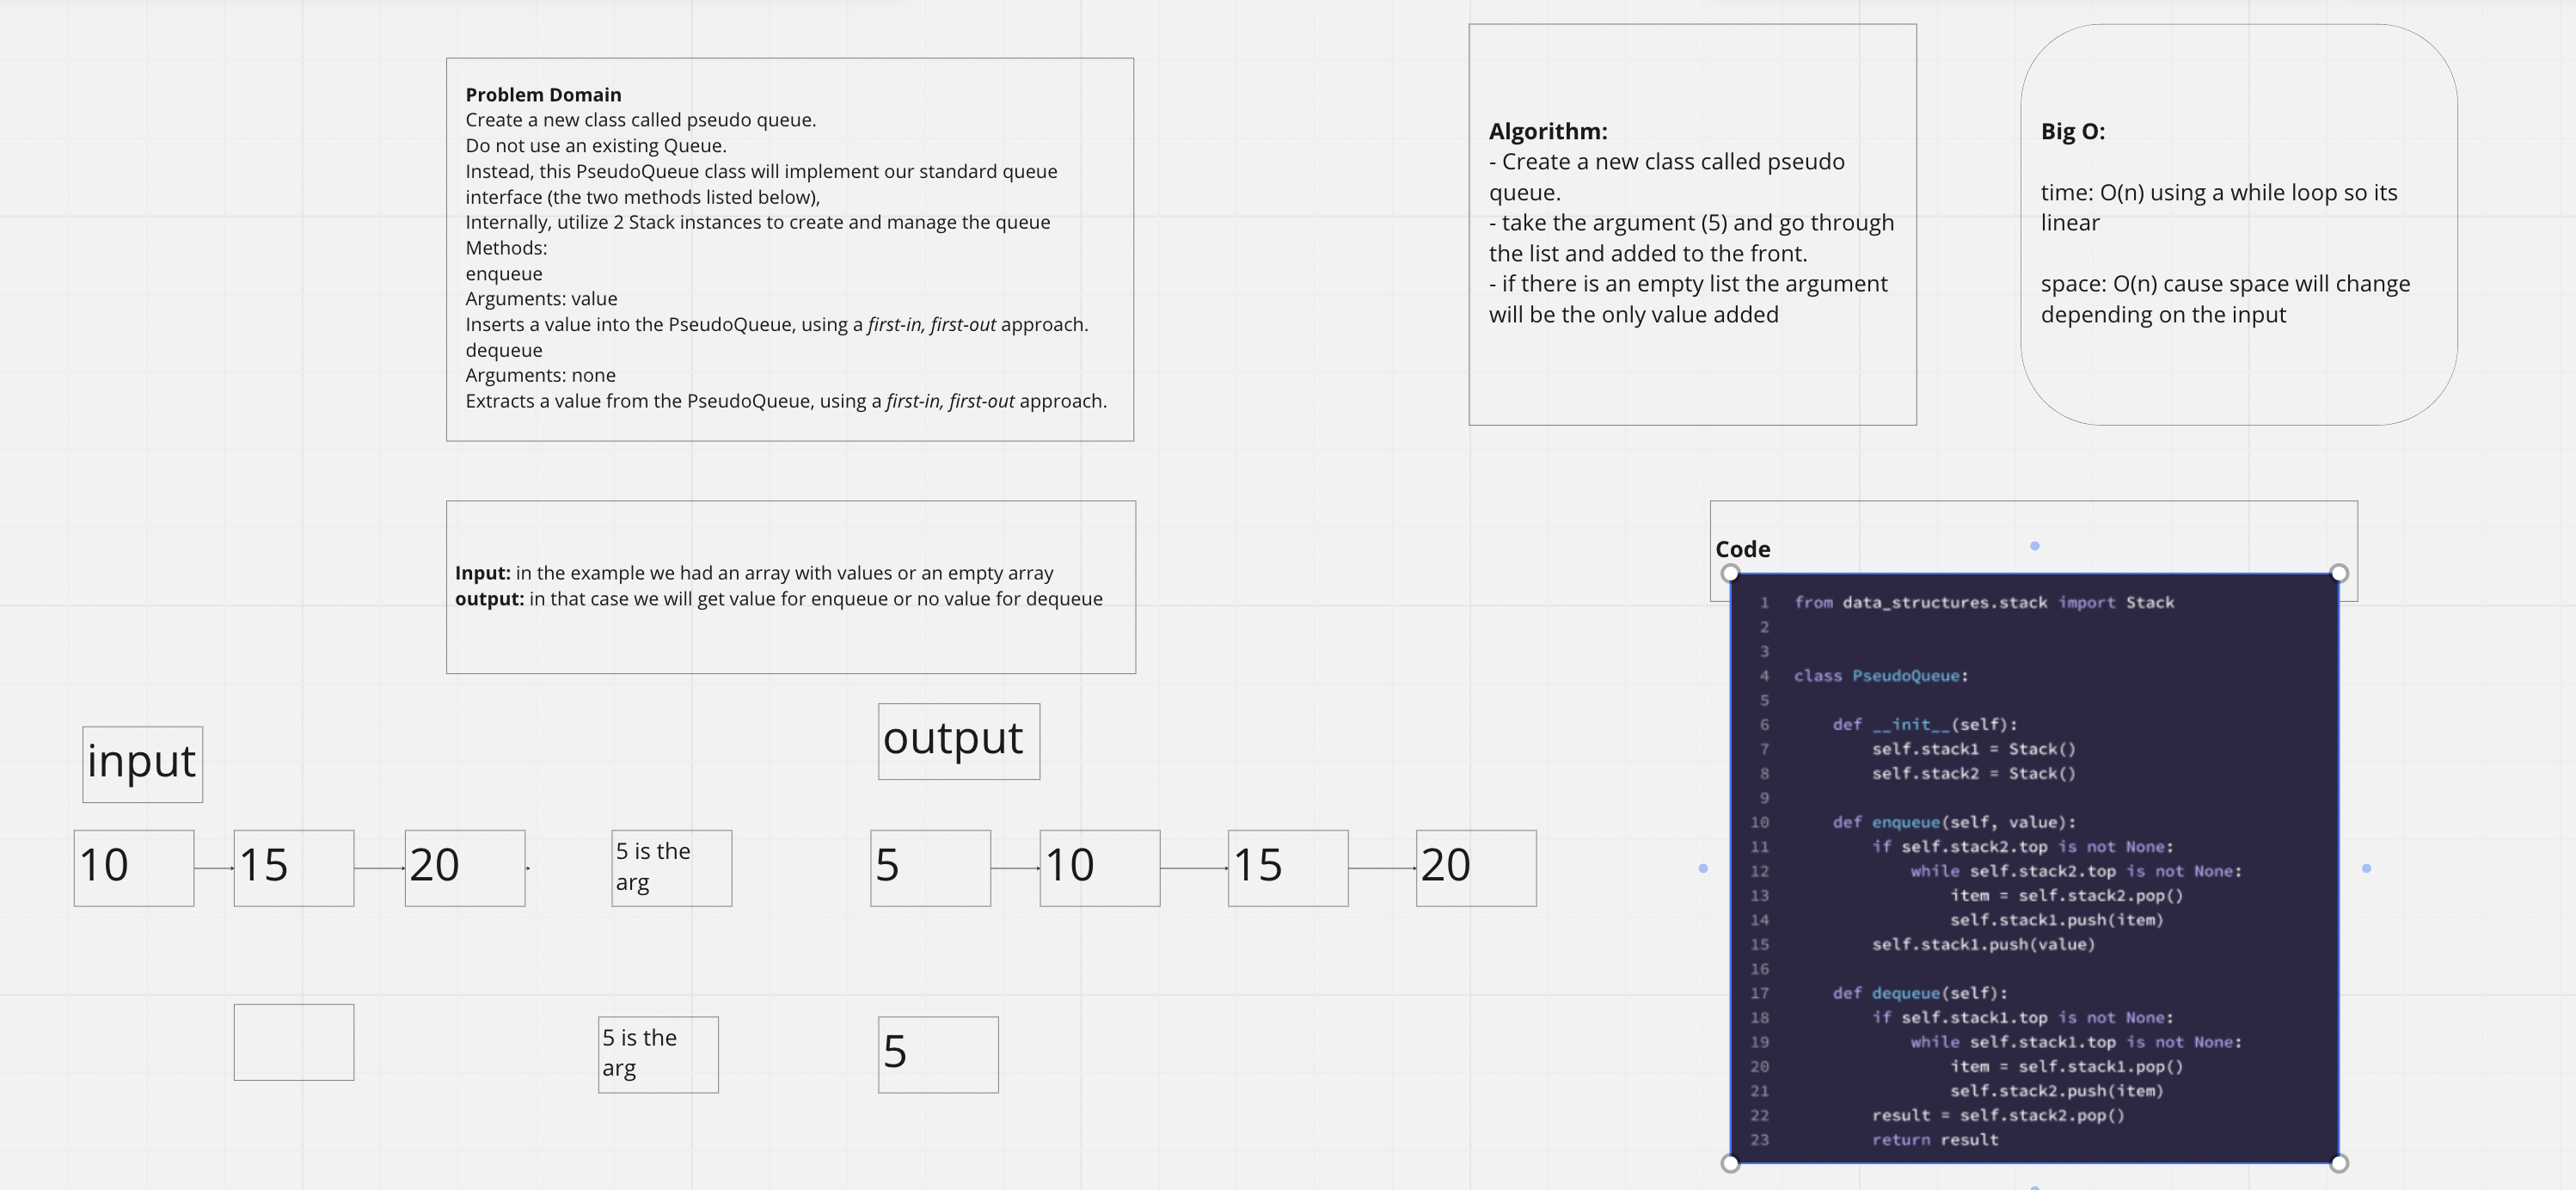 Problem Domain
Create a new class called pseudo queue.
Do not use an existing Queue.
Instead, this PseudoQueue class will implement our standard queue
interface (the two methods listed below),
Internally, utilize 2 Stack instances to create and manage the queue
Methods:
enqueue
Arguments: value
Inserts a value into the PseudoQueue, using a first-in, first-out approach.
dequeue
Arguments: none
Extracts a value from the PseudoQueue, using a first-in, first-out approach.
Algorithm:
- Create a new class called pseudo
queue.
- take the argument (5) and go through
the list and added to the front.
- if there is an empty list the argument
will be the only value added
Big O:
time: O(n) using a while loop so its
linear
space: O(n) cause space will change
depending on the input
Input: in the example we had an array with values or an empty array
output: in that case we will get value for enqueue or no value for dequeue
input
10
15
20
5 is the
arg
output
5
10
15
20
5 is the
arg
5
Code
1 from data_structures.stack import Stack
2
3
4 class PseudoQueue:
5
6     def __init__(self):
7         self.stack1 = Stack()
8         self.stack2 = Stack()
9
10     def enqueue(self, value):
11         if self.stack2.top is not None:
12             while self.stack2.top is not None:
13                 item = self.stack2.pop()
14                 self.stack1.push(item)
15         self.stack1.push(value)
16
17     def dequeue(self):
18         if self.stack1.top is not None:
19             while self.stack1.top is not None:
20                 item = self.stack1.pop()
21                 self.stack2.push(item)
22         result = self.stack2.pop()
23         return result